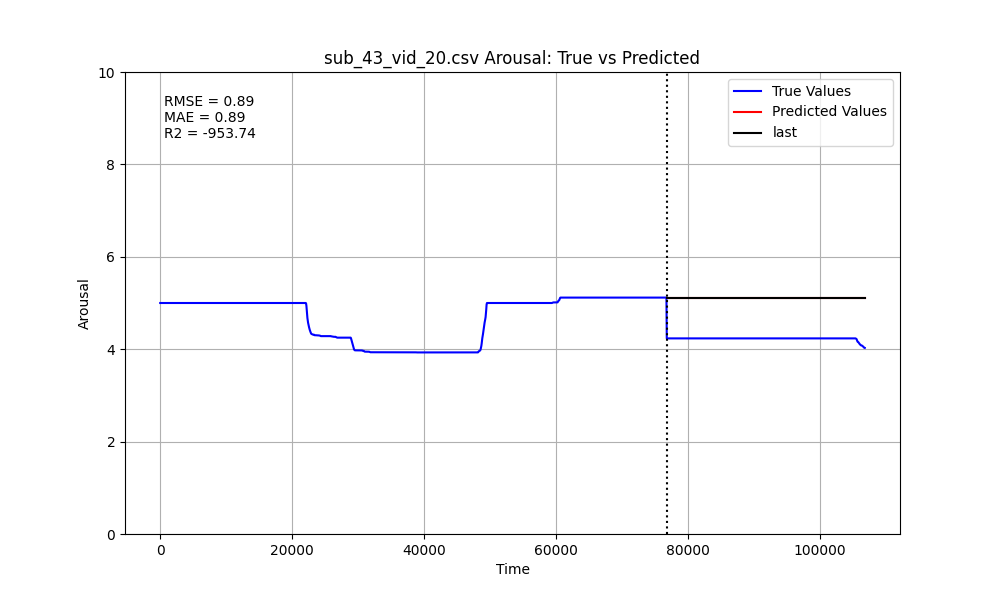 sub_43_vid_20.csv Arousal: True vs Predicted
10
8
6
4
2
0
Arousal
RMSE = 0.89
MAE = 0.89
R2 = -953.74
True Values
Predicted Values
last
0
20000
40000
60000
80000
100000
Time